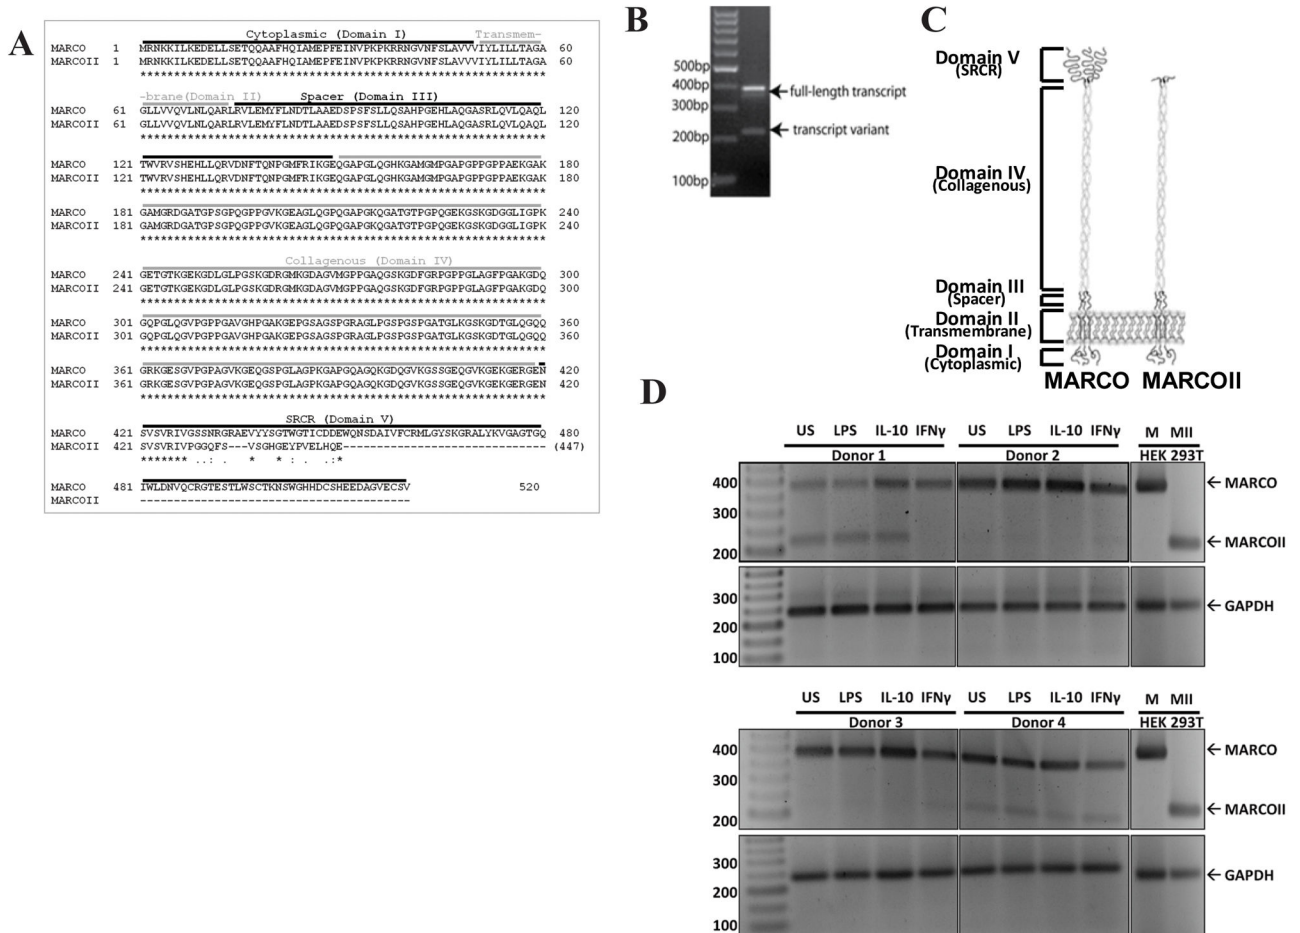 A
Cytoplasmic (Domain I) Transmem-
MARCO 1 MRNKKILKEDELLSETQQAAFHQIAMEPFEINVPKPKRRNGVNFSLAVVVIYLILLTAGA 60
MARCOII 1 MRNKKILKEDELLSETQQAAFHQIAMEPFEINVPKPKRRNGVNFSLAVVVIYLILLTAGA 60
************************************************************
-brane(Domain II) Spacer (Domain III)
MARCO 61 GLLVVQVLNLQARLRVLEMYFLNDTLAAEDSPSFSLLQSAHPGEHLAQGASRLQVLQAQL 120
MARCOII 61 GLLVVQVLNLQARLRVLEMYFLNDTLAAEDSPSFSLLQSAHPGEHLAQGASRLQVLQAQL 120
************************************************************
MARCO 121 TWVRVSHEHLLQRVDNFTQNPGMFRIKGEQGAPGLQGHKGAMGMPGAPGPPGPPAEKGAK 180
MARCOII 121 TWVRVSHEHLLQRVDNFTQNPGMFRIKGEQGAPGLQGHKGAMGMPGAPGPPGPPAEKGAK 180
************************************************************
MARCO 181 GAMGRDGATGPSGPQGPPGVKGEAGLQGPQGAPGKQGATGTPGPQGEKGSKGDGGLIGPK 240
MARCOII 181 GAMGRDGATGPSGPQGPPGVKGEAGLQGPQGAPGKQGATGTPGPQGEKGSKGDGGLIGPK 240
************************************************************
Collagenous (Domain IV)
MARCO 241 GETGTKGEKGDLGLPGSKGDRGMKGDAGVMGPPGAQGSKGDFGRPGPPGLAGFPGAKGDQ 300
MARCOII 241 GETGTKGEKGDLGLPGSKGDRGMKGDAGVMGPPGAQGSKGDFGRPGPPGLAGFPGAKGDQ 300
************************************************************
MARCO 301 GQPGLQGVPGPPGAVGHPGAKGEPGSAGSPGRAGLPGSPGSPGATGLKGSKGDTGLQGQQ 360
MARCOII 301 GQPGLQGVPGPPGAVGHPGAKGEPGSAGSPGRAGLPGSPGSPGATGLKGSKGDTGLQGQQ 360
************************************************************
MARCO 361 GRKGESGVPGPAGVKGEQGSPGLAGPKGAPGQAGQKGDQGVKGSSGEQGVKGEKGERGEN 420
MARCOII 361 GRKGESGVPGPAGVKGEQGSPGLAGPKGAPGQAGQKGDQGVKGSSGEQGVKGEKGERGEN 420
************************************************************
SRCR (Domain V)
MARCO 421 SVSVRIVGSSNRGRAEVYYSGTWGTICDDEWQNSDAIVFCRMLGYSKGRALYKVGAGTGQ 480
MARCOII 421 SVSVRIVPGGQFS---VSGHGEYPVELHQE------------------------------ (447)
******* ..:. * * : .. :*
MARCO 481 IWLDNVQCRGTESTLWSCTKNSWGHHDCSHEEDAGVECSV 520
MARCOII ----------------------------------------
B
500bp
400bp
300bp
200bp
100bp
full-length transcript
transcript variant
C
Domain V
(SRCR)
Domain IV
(Collagenous)
Domain III
(Spacer)
Domain II
(Transmembrane)
Domain I
(Cytoplasmic)
MARCO MARCOII
D
US LPS IL-10 IFNγ US LPS IL-10 IFNγ M MII
Donor 1 Donor 2 HEK 293T
400 MARCO
300
200 MARCOII
300 GAPDH
200
100
US LPS IL-10 IFNγ US LPS IL-10 IFNγ M MII
Donor 3 Donor 4 HEK 293T
400 MARCO
300
200 MARCOII
300 GAPDH
200
100